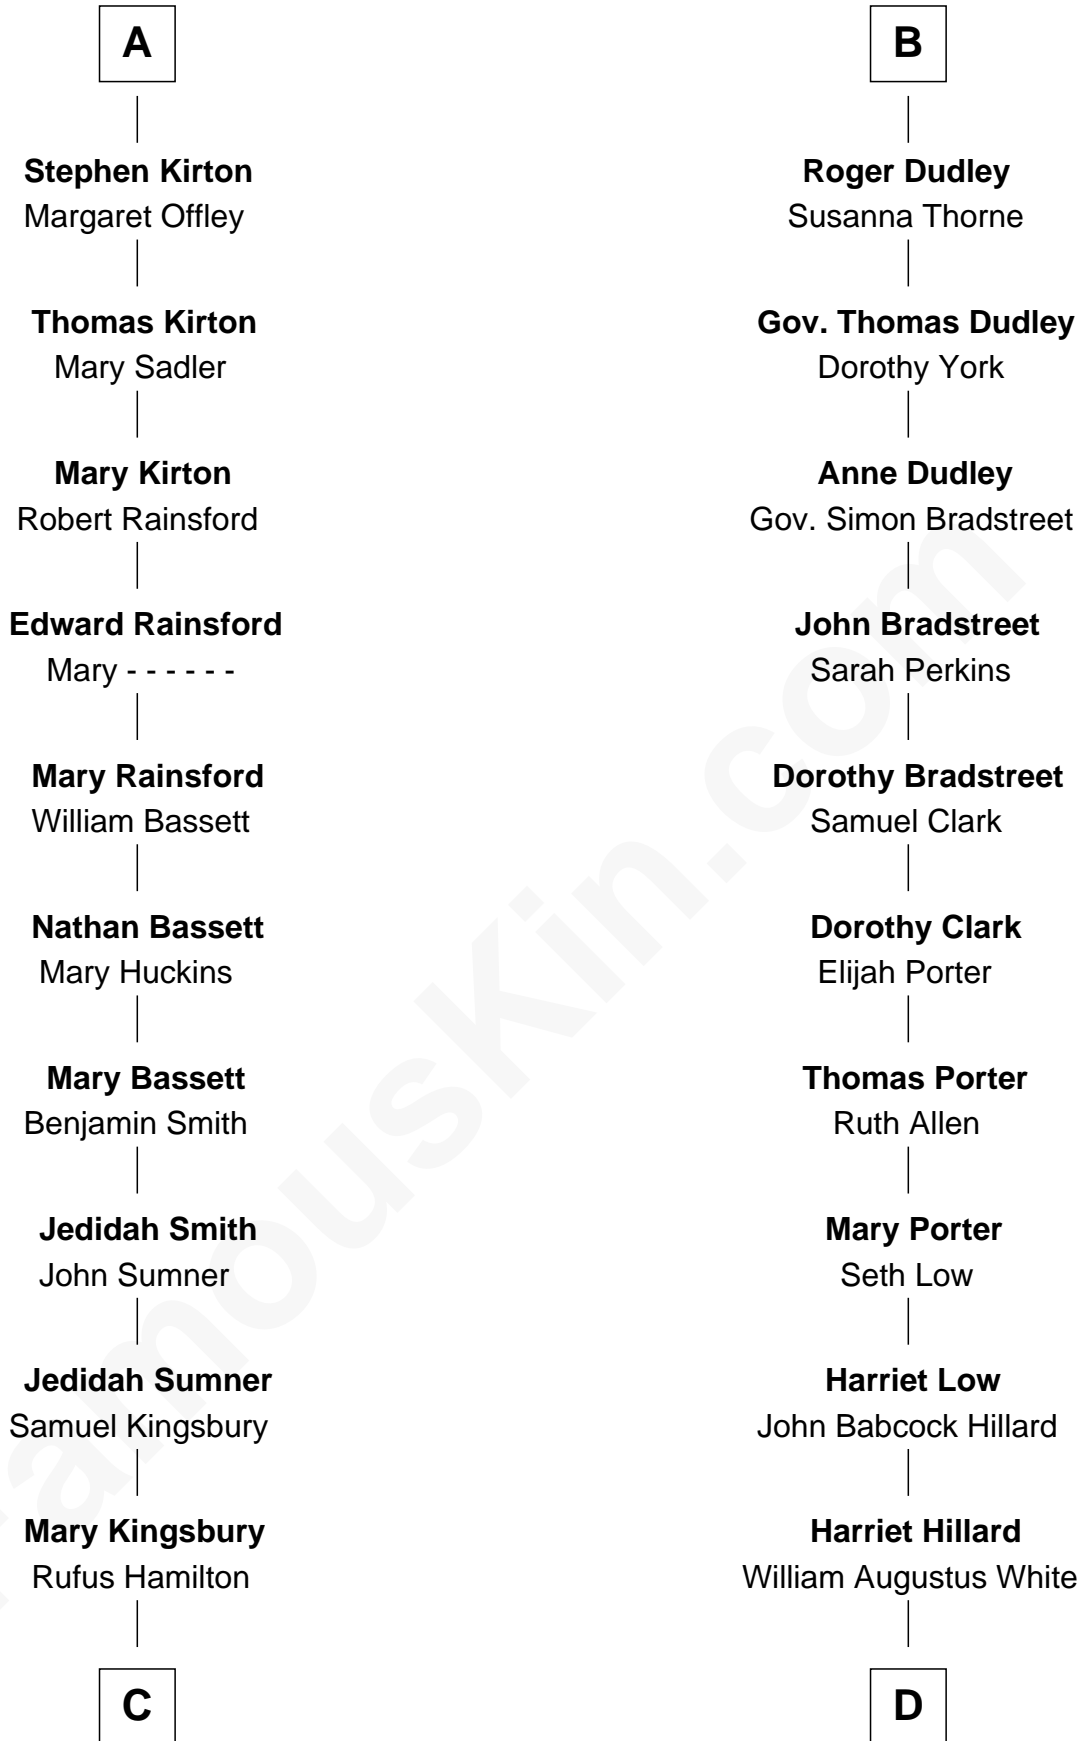 A
Stephen Kirton
Margaret Offley
Thomas Kirton
Mary Sadler
Mary Kirton
Robert Rainsford
Edward Rainsford
Mary - - - - - -
Mary Rainsford
William Bassett
Nathan Bassett
Mary Huckins
Mary Bassett
Benjamin Smith
Jedidah Smith
John Sumner
Jedidah Sumner
Samuel Kingsbury
Mary Kingsbury
Rufus Hamilton
C
B
Roger Dudley
Susanna Thorne
Gov. Thomas Dudley
Dorothy York
Anne Dudley
Gov. Simon Bradstreet
John Bradstreet
Sarah Perkins
Dorothy Bradstreet
Samuel Clark
Dorothy Clark
Elijah Porter
Thomas Porter
Ruth Allen
Mary Porter
Seth Low
Harriet Low
John Babcock Hillard
Harriet Hillard
William Augustus White
D
FamousKin.com